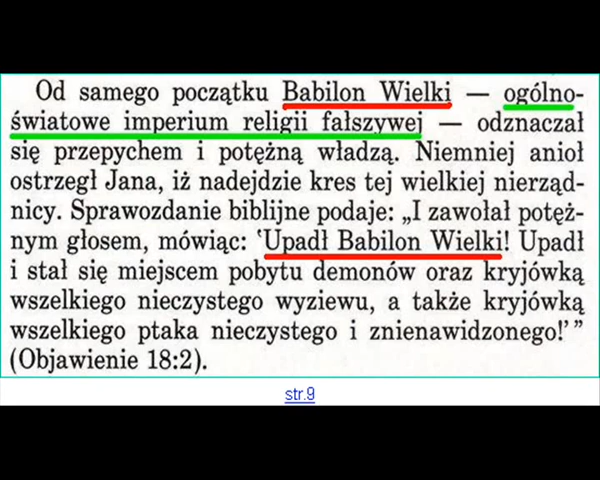 Od samego początku Babilon Wielki — ogólno-
światowe imperium religii fałszywej — odznaczał
się przepychem i potężną władzą. Niemniej anioł
ostrzegł Jana, iż nadejdzie kres tej wielkiej nierząd-
nicy. Sprawozdanie biblijne podaje: „I zawołał potęż-
nym głosem, mówiąc: ‘Upadł Babilon Wielki! Upadł
i stał się miejscem pobytu demonów oraz kryjówką
wszelkiego nieczystego wyziewu, a także kryjówką
wszelkiego ptaka nieczystego i znienawidzonego!’”
(Objawienie 18:2).
str.9